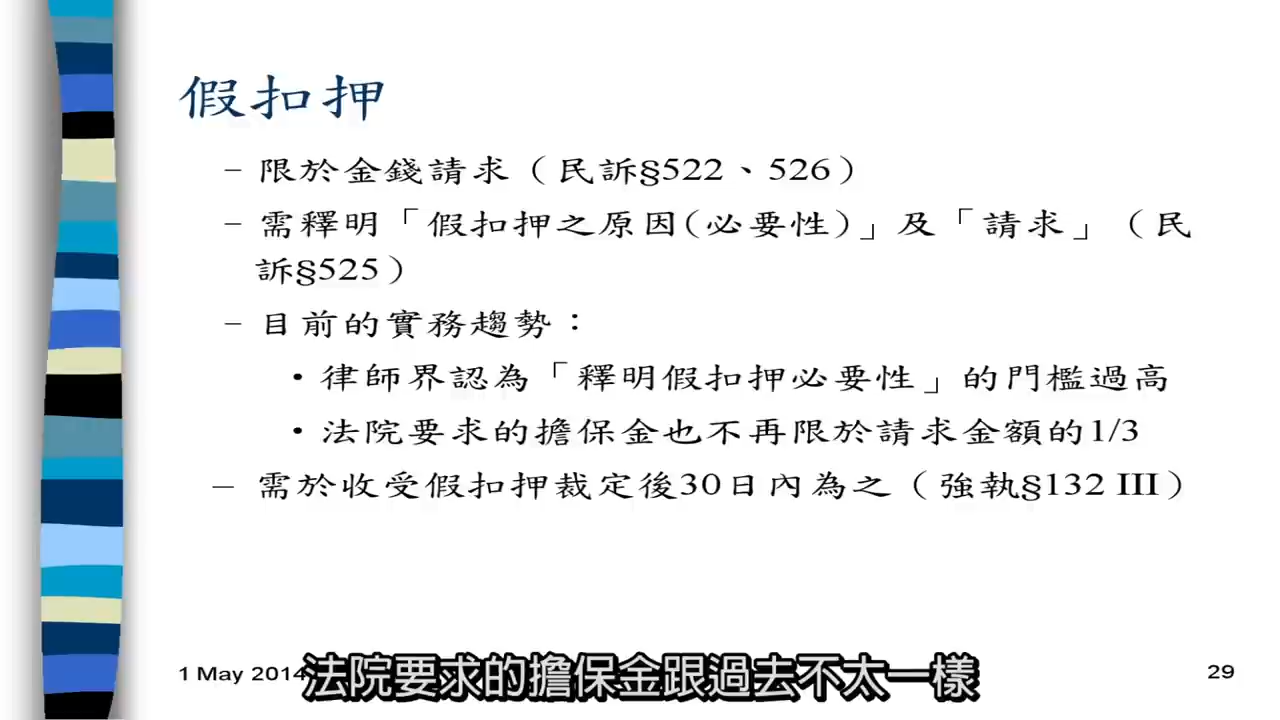 假扣押
– 限於金錢請求（民訴§522、526）
– 需釋明「假扣押之原因(必要性)」及「請求」（民
訴§525）
– 目前的實務趨勢：
• 律師界認為「釋明假扣押必要性」的門檻過高
• 法院要求的擔保金也不再限於請求金額的1/3
– 需於收受假扣押裁定後30日內為之（強執§132 III）
1 May 2014
29
法院要求的擔保金跟過去不太一樣